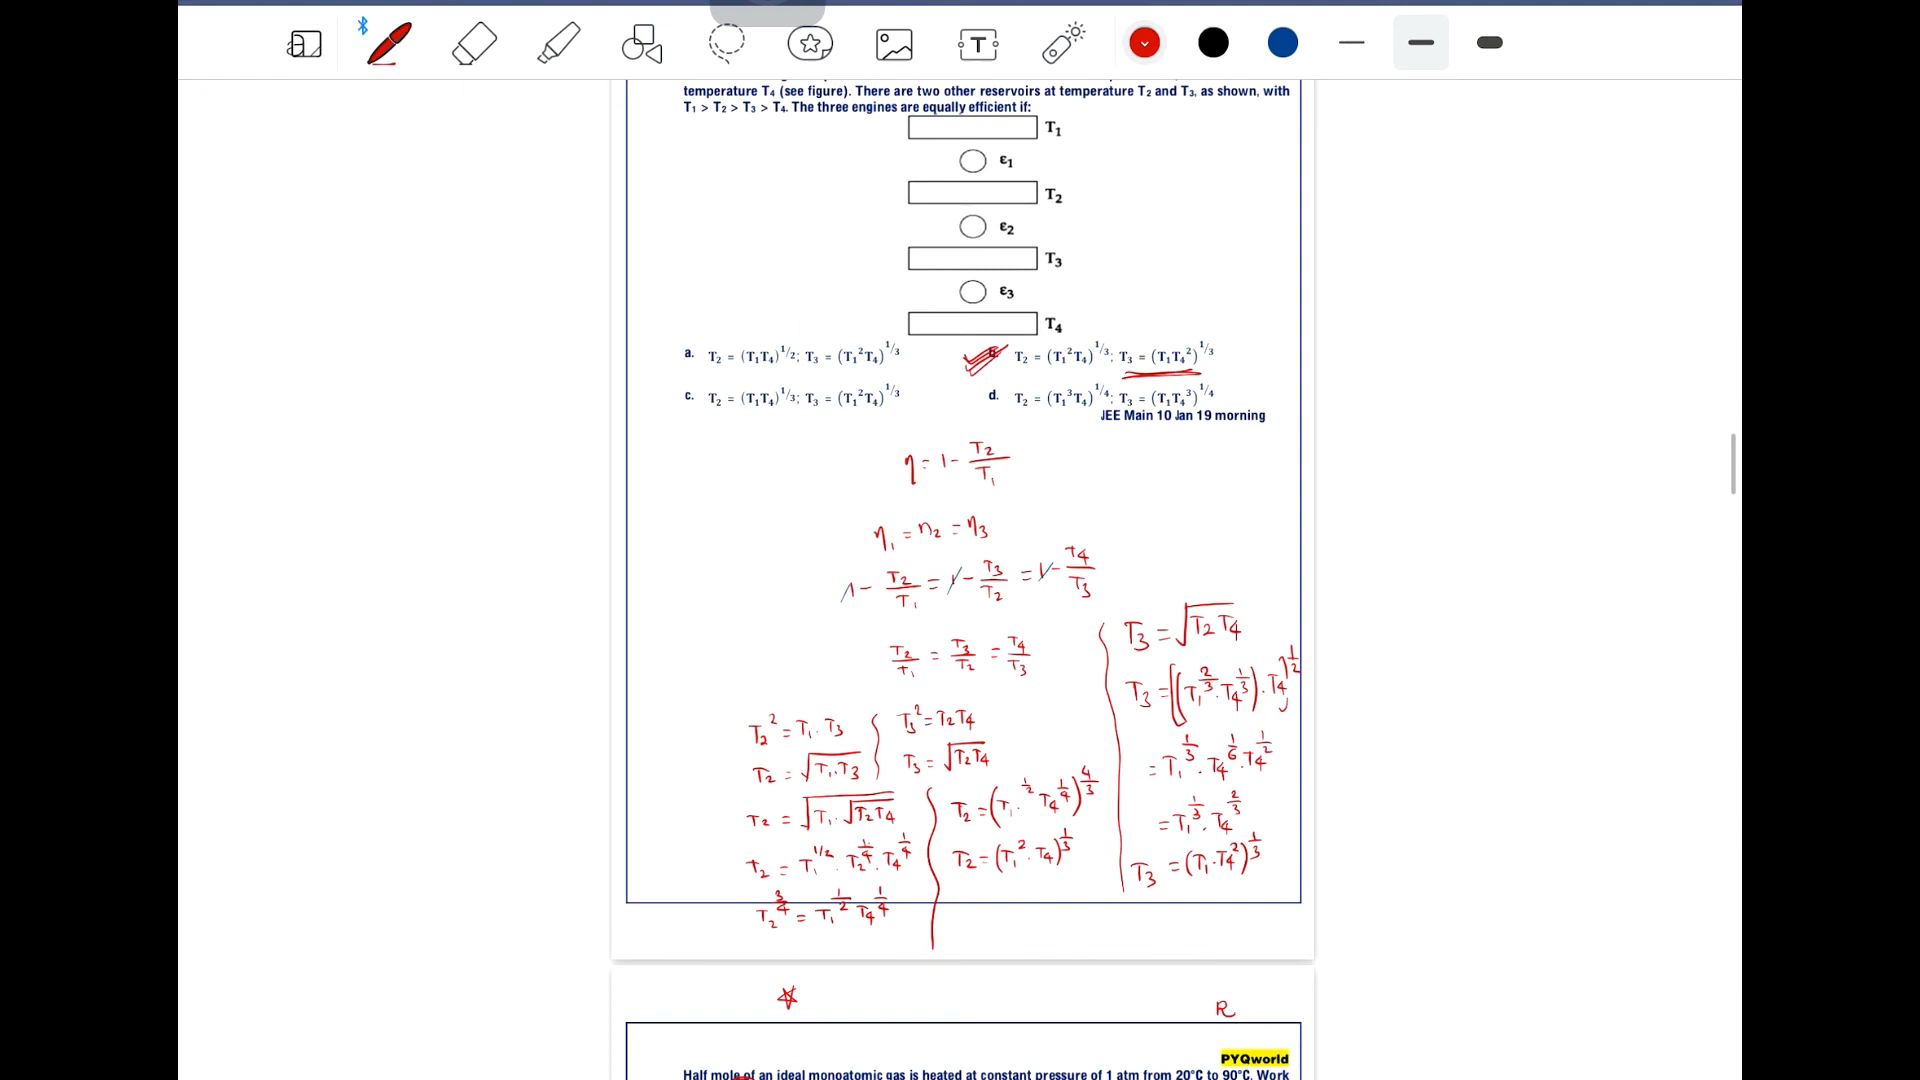 temperature T₄ (see figure). There are two other reservoirs at temperature T₂ and T₃, as shown, with
T₁ > T₂ > T₃ > T₄. The three engines are equally efficient if:
T₁
ε₁
T₂
ε₂
T₃
ε₃
T₄
a. T₂ = (T₁T₄)^1/2; T₃ = (T₁²T₄)^1/3
b. T₂ = (T₁²T₄)^1/3; T₃ = (T₁T₄²)^1/3
c. T₂ = (T₁T₄)^1/3; T₃ = (T₁²T₄)^1/3
d. T₂ = (T₁³T₄)^1/4; T₃ = (T₁T₄³)^1/4
JEE Main 10 Jan 19 morning
η = 1 - T₂/T₁
η₁ = η₂ = η₃
1 - T₂/T₁ = 1 - T₃/T₂ = 1 - T₄/T₃
T₂/T₁ = T₃/T₂ = T₄/T₃
T₂² = T₁.T₃
T₂ = √(T₁.T₃)
T₃² = T₂T₄
T₃ = √(T₂T₄)
T₂ = √(T₁.√(T₂T₄))
T₂ = T₁^1/2 . T₂^1/4 . T₄^1/4
T₂^3/4 = T₁^1/2 T₄^1/4
T₂ = (T₁^1/2 . T₄^1/4)^4/3
T₂ = (T₁² . T₄)^1/3
T₃ = √(T₂T₄)
T₃ = [(T₁^2/3 . T₄^1/3) . T₄]^1/2
= T₁^1/3 . T₄^1/6 . T₄^1/2
= T₁^1/3 . T₄^2/3
T₃ = (T₁.T₄²)^1/3
R
PYQworld
Half mole of an ideal monoatomic gas is heated at constant pressure of 1 atm from 20°C to 90°C. Work